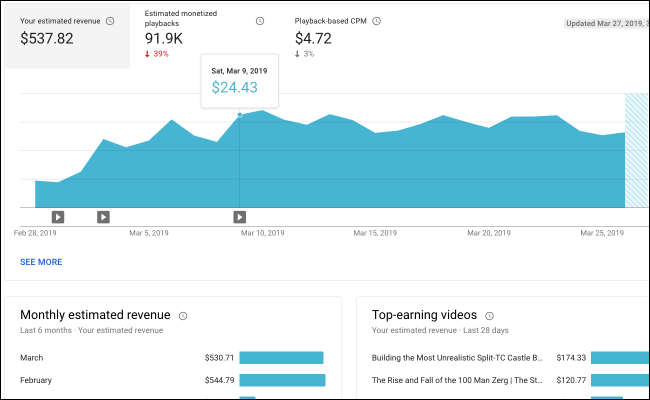 Your estimated revenue
$537.82
Estimated monetized
playbacks
91.9K
39%
Playback-based CPM
$4.72
3%
Updated Mar 27, 2019, 3
Sat, Mar 9, 2019
$24.43
Feb 28, 2019
Mar 5, 2019
Mar 10, 2019
Mar 15, 2019
Mar 20, 2019
Mar 25, 2019
SEE MORE
Monthly estimated revenue
Last 6 months · Your estimated revenue
March $530.71
February $544.79
Top-earning videos
Your estimated revenue · Last 28 days
Building the Most Unrealistic Split-TC Castle B... $174.33
The Rise and Fall of the 100 Man Zerg | The St... $120.77